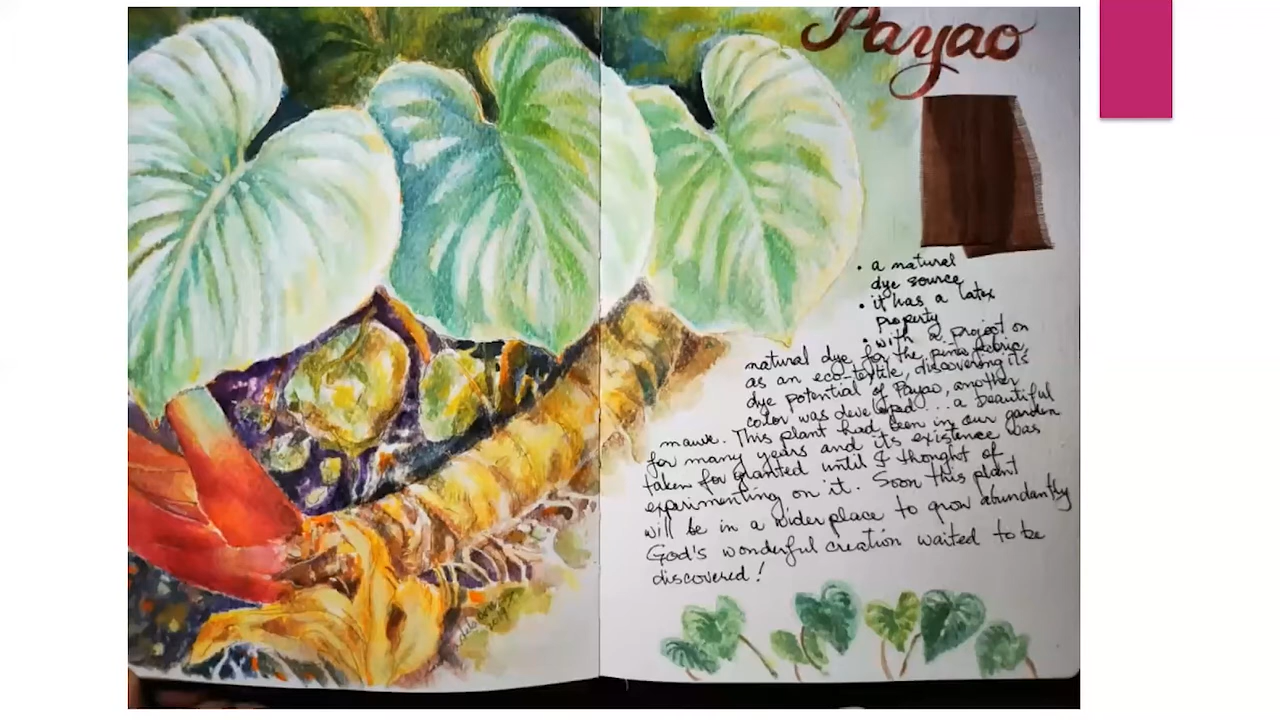 Payao
• a natural
dye source
• it has a latex
property
• with a project on
natural dye for the pina fabric,
as an eco-textile, discovering its
dye potential of Payao, another
color was developed... a beautiful
mauve. This plant had been in our garden
for many years and its existence was
taken for granted until I thought of
experimenting on it. Soon this plant
will be in a wider place to grow abundantly
God's wonderful creation waited to be
discovered!
2019